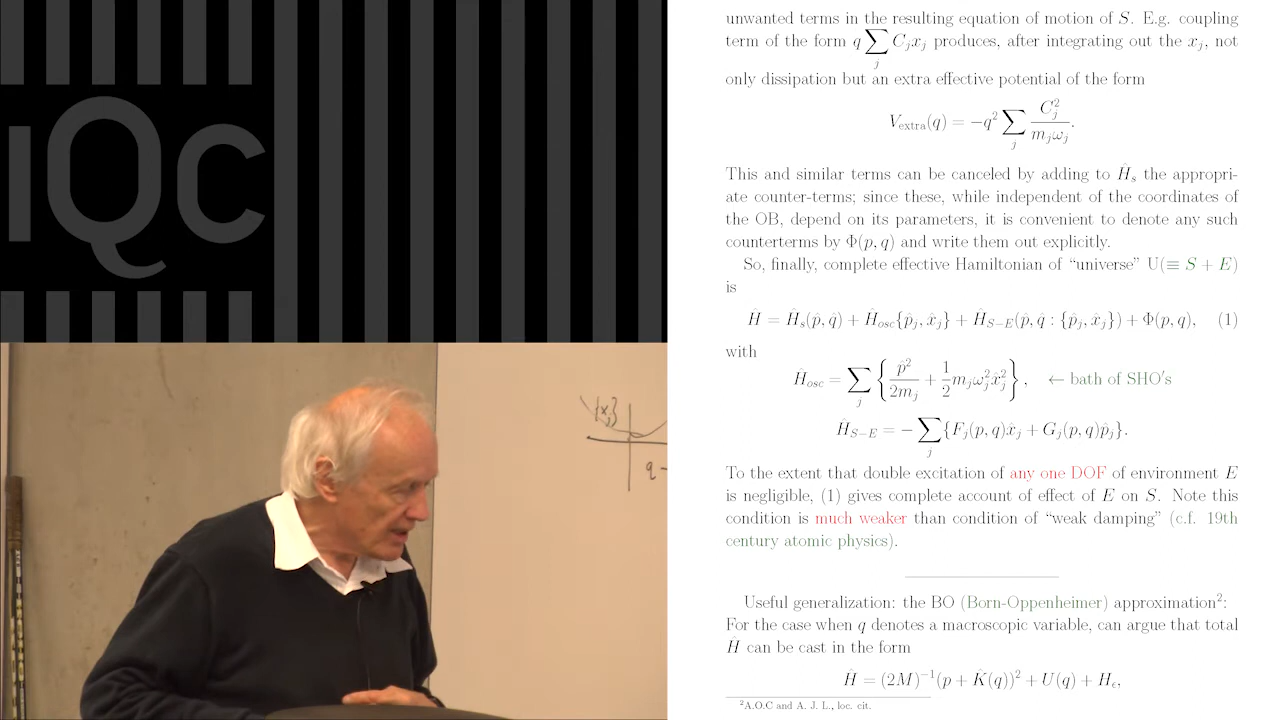 iQc
V{x,j}
q
unwanted terms in the resulting equation of motion of S. E.g. coupling
term of the form q ∑_j C_j x_j produces, after integrating out the x_j, not
only dissipation but an extra effective potential of the form
V_extra(q) = −q² ∑_j C_j²/(m_j ω_j).
This and similar terms can be canceled by adding to Ĥ_s the appropri-
ate counter-terms; since these, while independent of the coordinates of
the OB, depend on its parameters, it is convenient to denote any such
counterterms by Φ(p, q) and write them out explicitly.
So, finally, complete effective Hamiltonian of “universe” U(≡ S + E)
is
Ĥ = Ĥ_s(p̂, q̂) + Ĥ_osc{p̂_j, x̂_j} + Ĥ_{S−E}(p̂, q̂ : {p̂_j, x̂_j}) + Φ(p, q), (1)
with
Ĥ_osc = ∑_j { p̂²/(2m_j) + 1/2 m_j ω_j² x̂_j² }, ← bath of SHO′s
Ĥ_{S−E} = − ∑_j {F_j(p, q)x̂_j + G_j(p, q)p̂_j}.
To the extent that double excitation of any one DOF of environment E
is negligible, (1) gives complete account of effect of E on S. Note this
condition is much weaker than condition of “weak damping” (c.f. 19th
century atomic physics).
Useful generalization: the BO (Born-Oppenheimer) approximation²:
For the case when q denotes a macroscopic variable, can argue that total
Ĥ can be cast in the form
Ĥ = (2M)⁻¹(p + K̂(q))² + U(q) + H_ϵ,
²A.O.C and A. J. L., loc. cit.